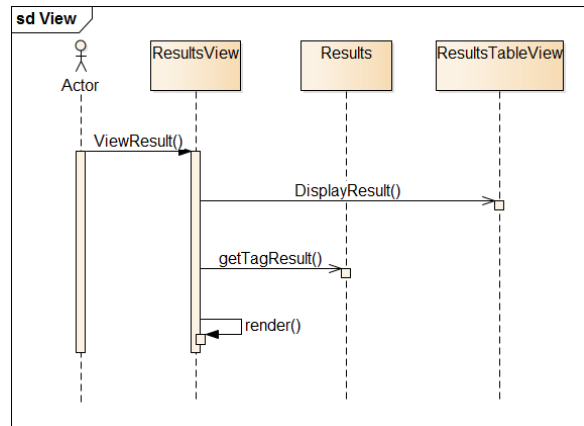 sd View
ResultsView
Results
ResultsTableView
Actor
ViewResult()
DisplayResult()
getTagResult()
render()